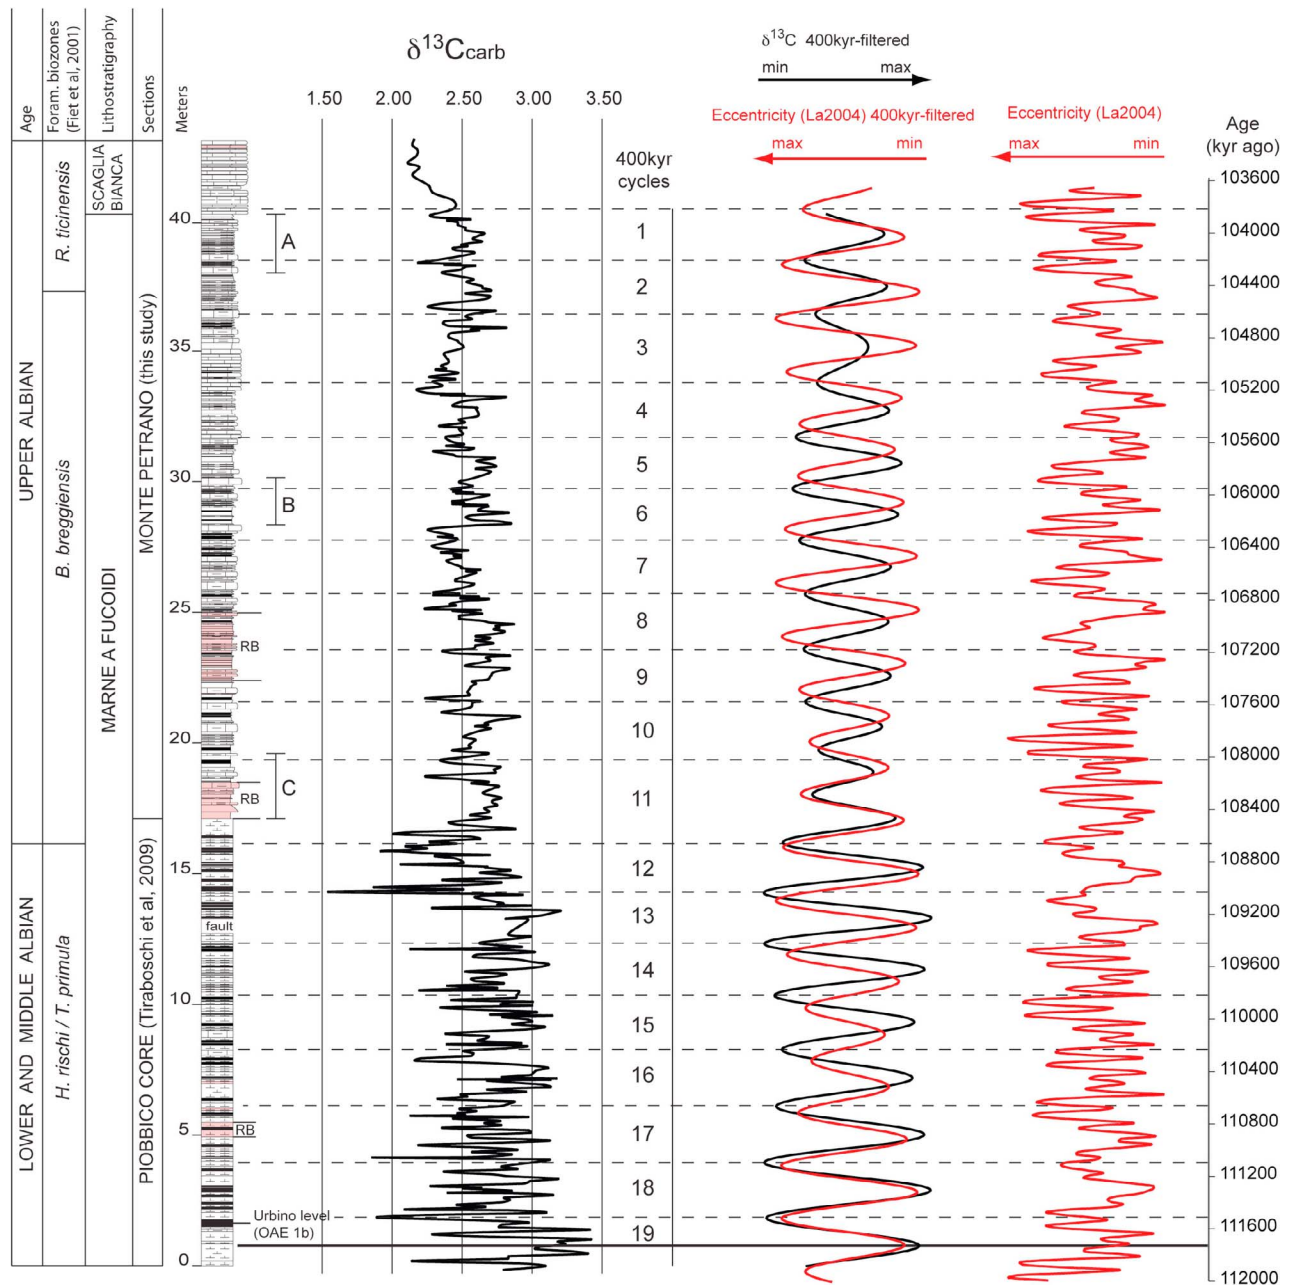 Age
Foram. biozones
(Fiet et al, 2001)
Lithostratigraphy
Sections
Meters
δ13Ccarb
1.50 2.00 2.50 3.00 3.50
δ13C 400kyr-filtered
min max
Eccentricity (La2004) 400kyr-filtered
max min
Eccentricity (La2004)
max min
Age
(kyr ago)
400kyr
cycles
UPPER ALBIAN
LOWER AND MIDDLE ALBIAN
R. ticinensis
B. breggiensis
H. rischi / T. primula
SCAGLIA
BIANCA
MARNE A FUCOIDI
MONTE PETRANO (this study)
PIOBBICO CORE (Tiraboschi et al, 2009)
40
35
30
25
20
15
10
5
0
A
B
RB
C
RB
fault
RB
Urbino level
(OAE 1b)
1
2
3
4
5
6
7
8
9
10
11
12
13
14
15
16
17
18
19
103600
104000
104400
104800
105200
105600
106000
106400
106800
107200
107600
108000
108400
108800
109200
109600
110000
110400
110800
111200
111600
112000